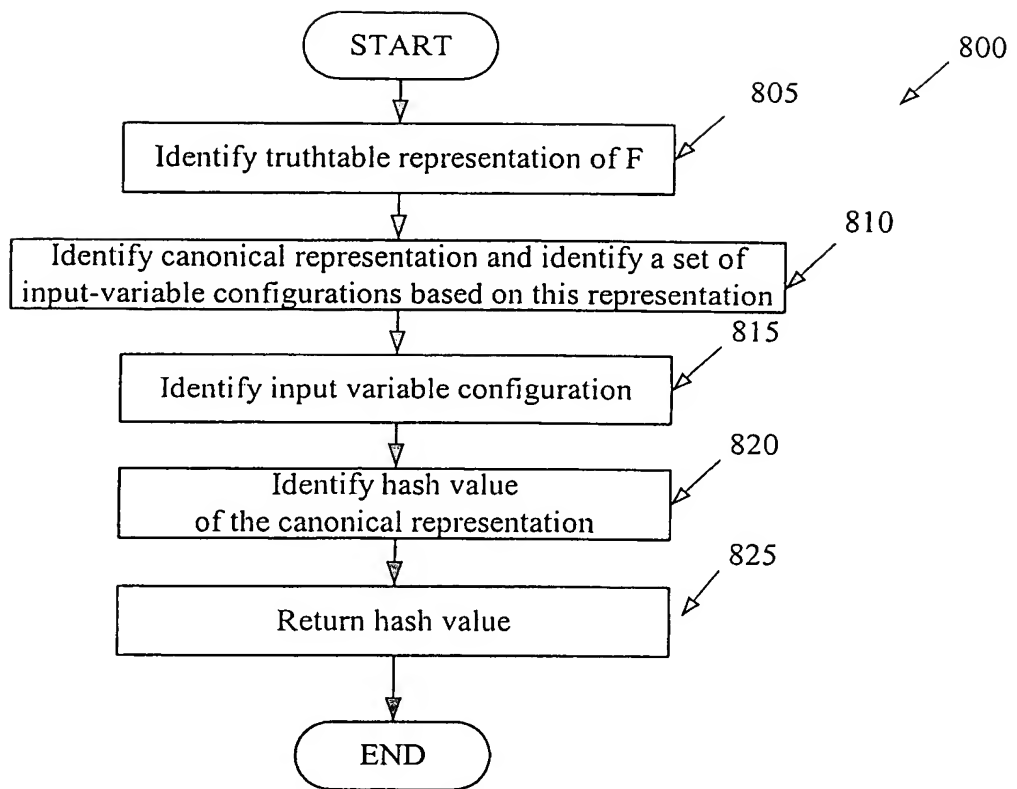 START
800
805
Identify truthtable representation of F
810
Identify canonical representation and identify a set of
input-variable configurations based on this representation
815
Identify input variable configuration
820
Identify hash value
of the canonical representation
825
Return hash value
END